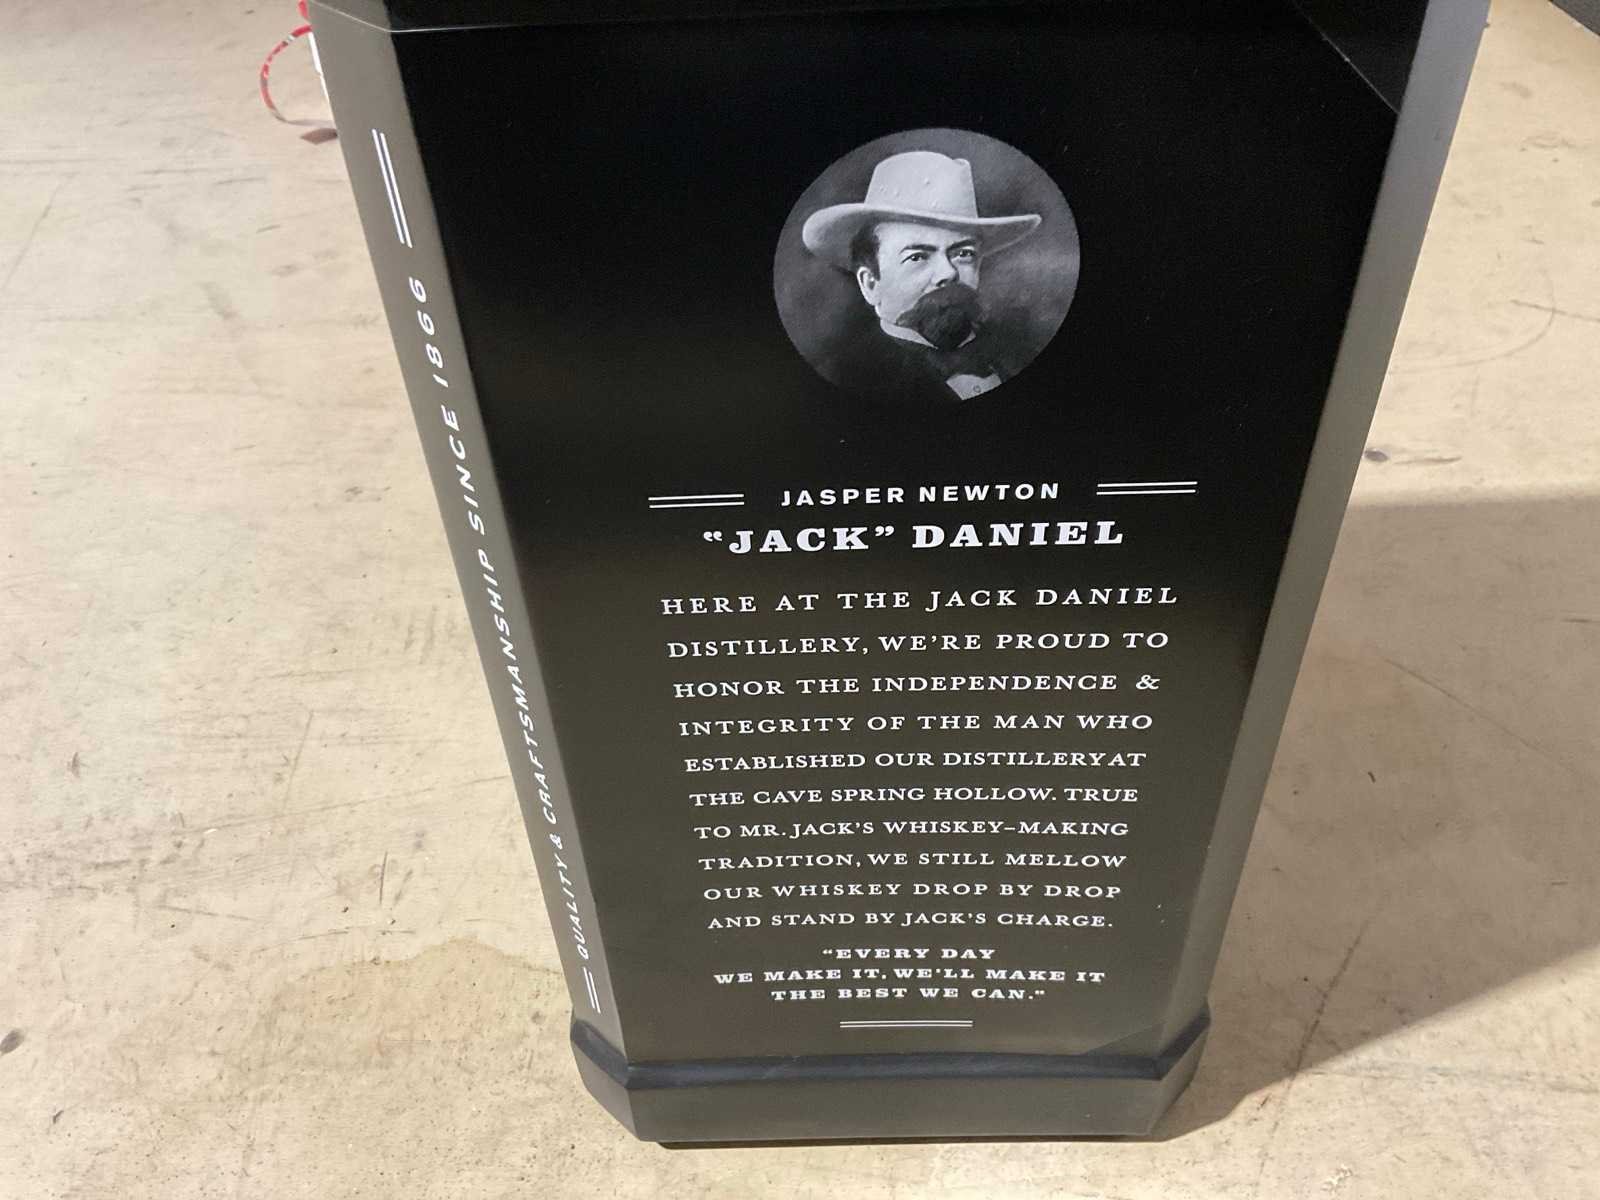 QUALITY & CRAFTSMANSHIP SINCE 1866
JASPER NEWTON
“JACK” DANIEL
HERE AT THE JACK DANIEL
DISTILLERY, WE’RE PROUD TO
HONOR THE INDEPENDENCE &
INTEGRITY OF THE MAN WHO
ESTABLISHED OUR DISTILLERY AT
THE CAVE SPRING HOLLOW. TRUE
TO MR. JACK’S WHISKEY–MAKING
TRADITION, WE STILL MELLOW
OUR WHISKEY DROP BY DROP
AND STAND BY JACK’S CHARGE.
“EVERY DAY
WE MAKE IT, WE’LL MAKE IT
THE BEST WE CAN.”